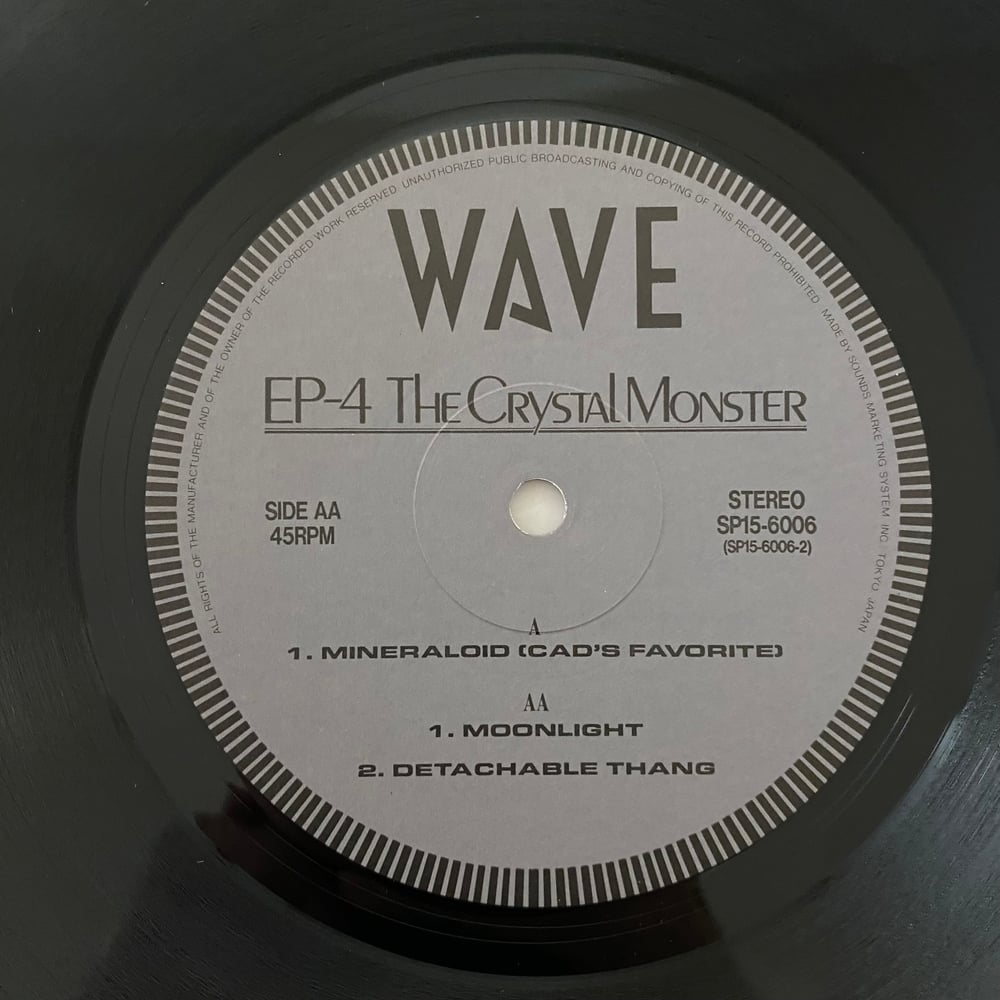 ALL RIGHTS OF THE MANUFACTURER AND OF THE OWNER OF THE RECORDED WORK RESERVED UNAUTHORIZED PUBLIC BROADCASTING AND COPYING OF THIS RECORD PROHIBITED MADE BY SOUNDS MARKETING SYSTEM INC. TOKYO JAPAN
WAVE
EP-4 The Crystal Monster
SIDE AA
45RPM
STEREO
SP15-6006
(SP15-6006-2)
A
1. MINERALOID (CAD'S FAVORITE)
AA
1. MOONLIGHT
2. DETACHABLE THANG